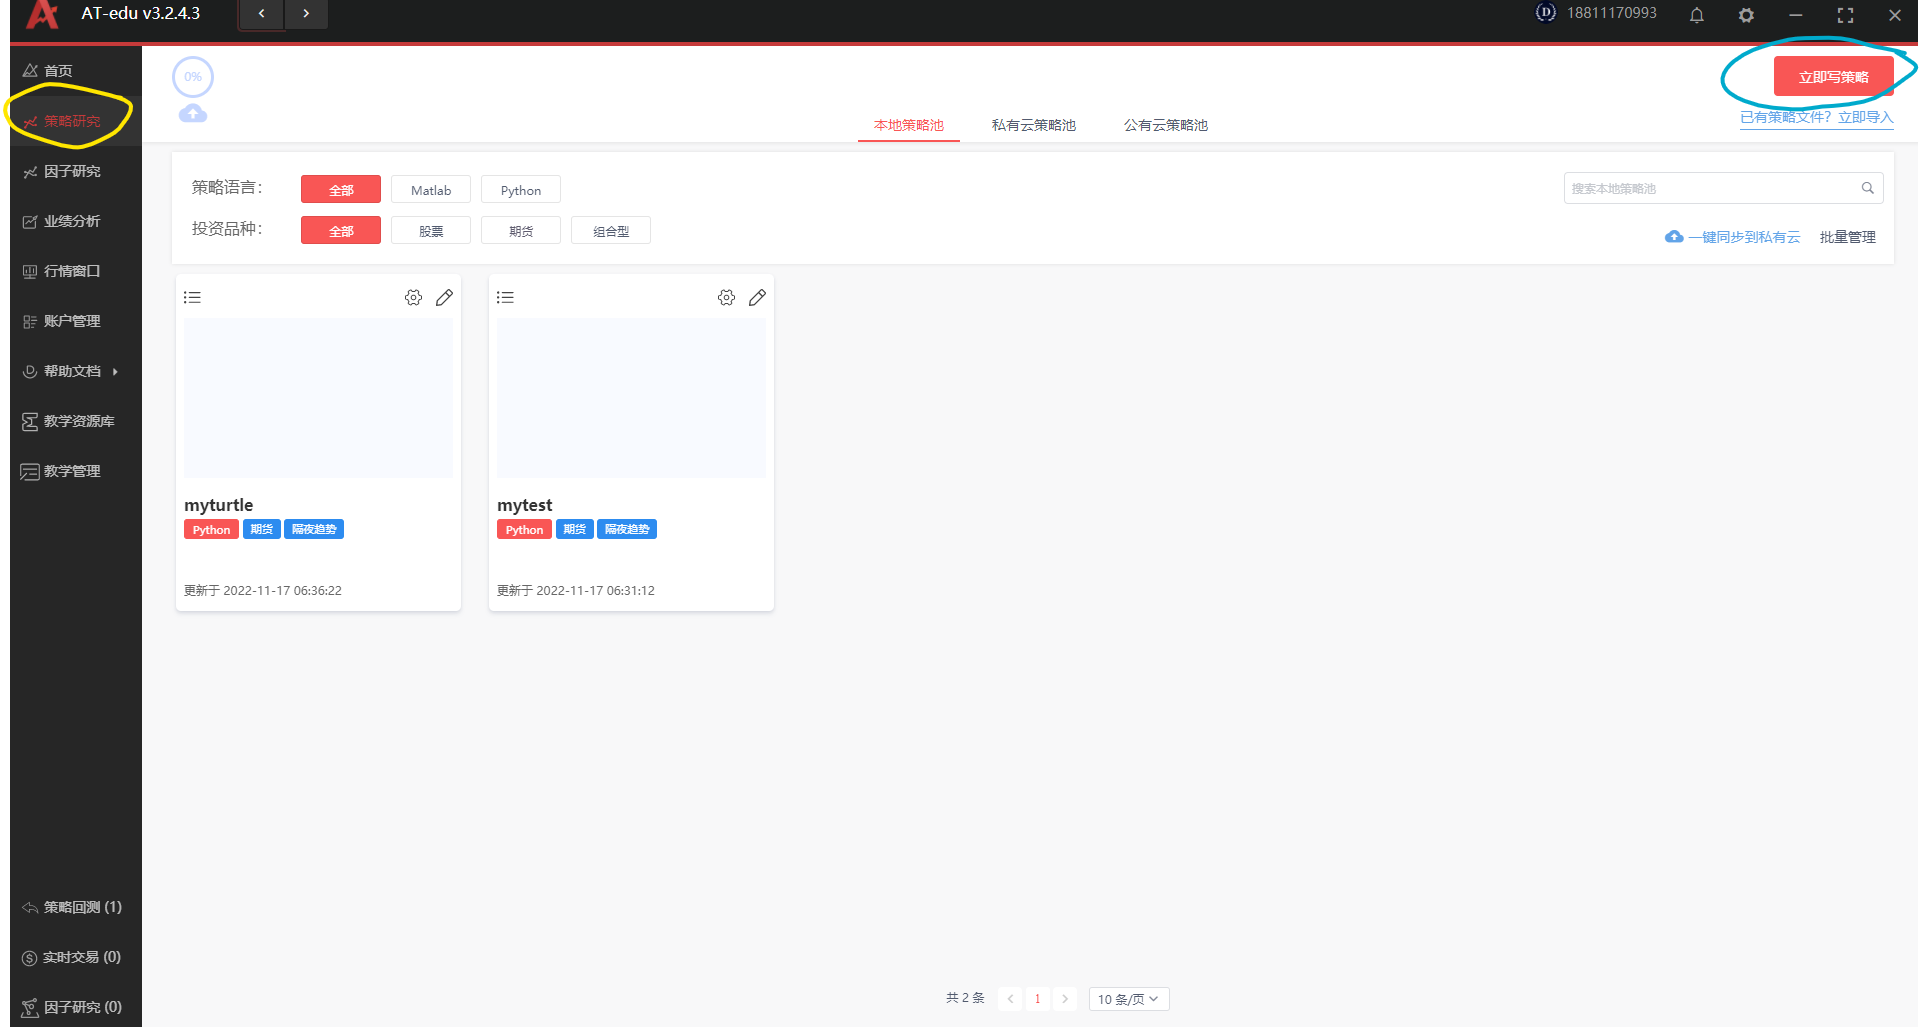 AT-edu v3.2.4.3
18811170993
首页
策略研究
因子研究
业绩分析
行情窗口
账户管理
帮助文档
教学资源库
教学管理
策略回测 (1)
实时交易 (0)
因子研究 (0)
0%
立即写策略
已有策略文件? 立即导入
本地策略池 私有云策略池 公有云策略池
策略语言: 全部 Matlab Python
搜索本地策略池
投资品种: 全部 股票 期货 组合型
一键同步到私有云 批量管理
myturtle
Python 期货 隔夜趋势
更新于 2022-11-17 06:36:22
mytest
Python 期货 隔夜趋势
更新于 2022-11-17 06:31:12
共 2 条 1 10 条/页